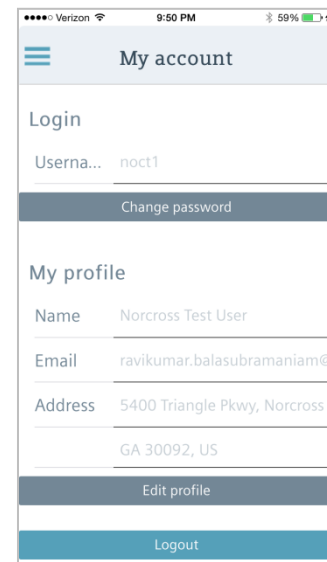 Verizon 9:50 PM 59%
My account
Login
Userna... noct1
Change password
My profile
Name Norcross Test User
Email ravikumar.balasubramaniam@
Address 5400 Triangle Pkwy, Norcross
GA 30092, US
Edit profile
Logout